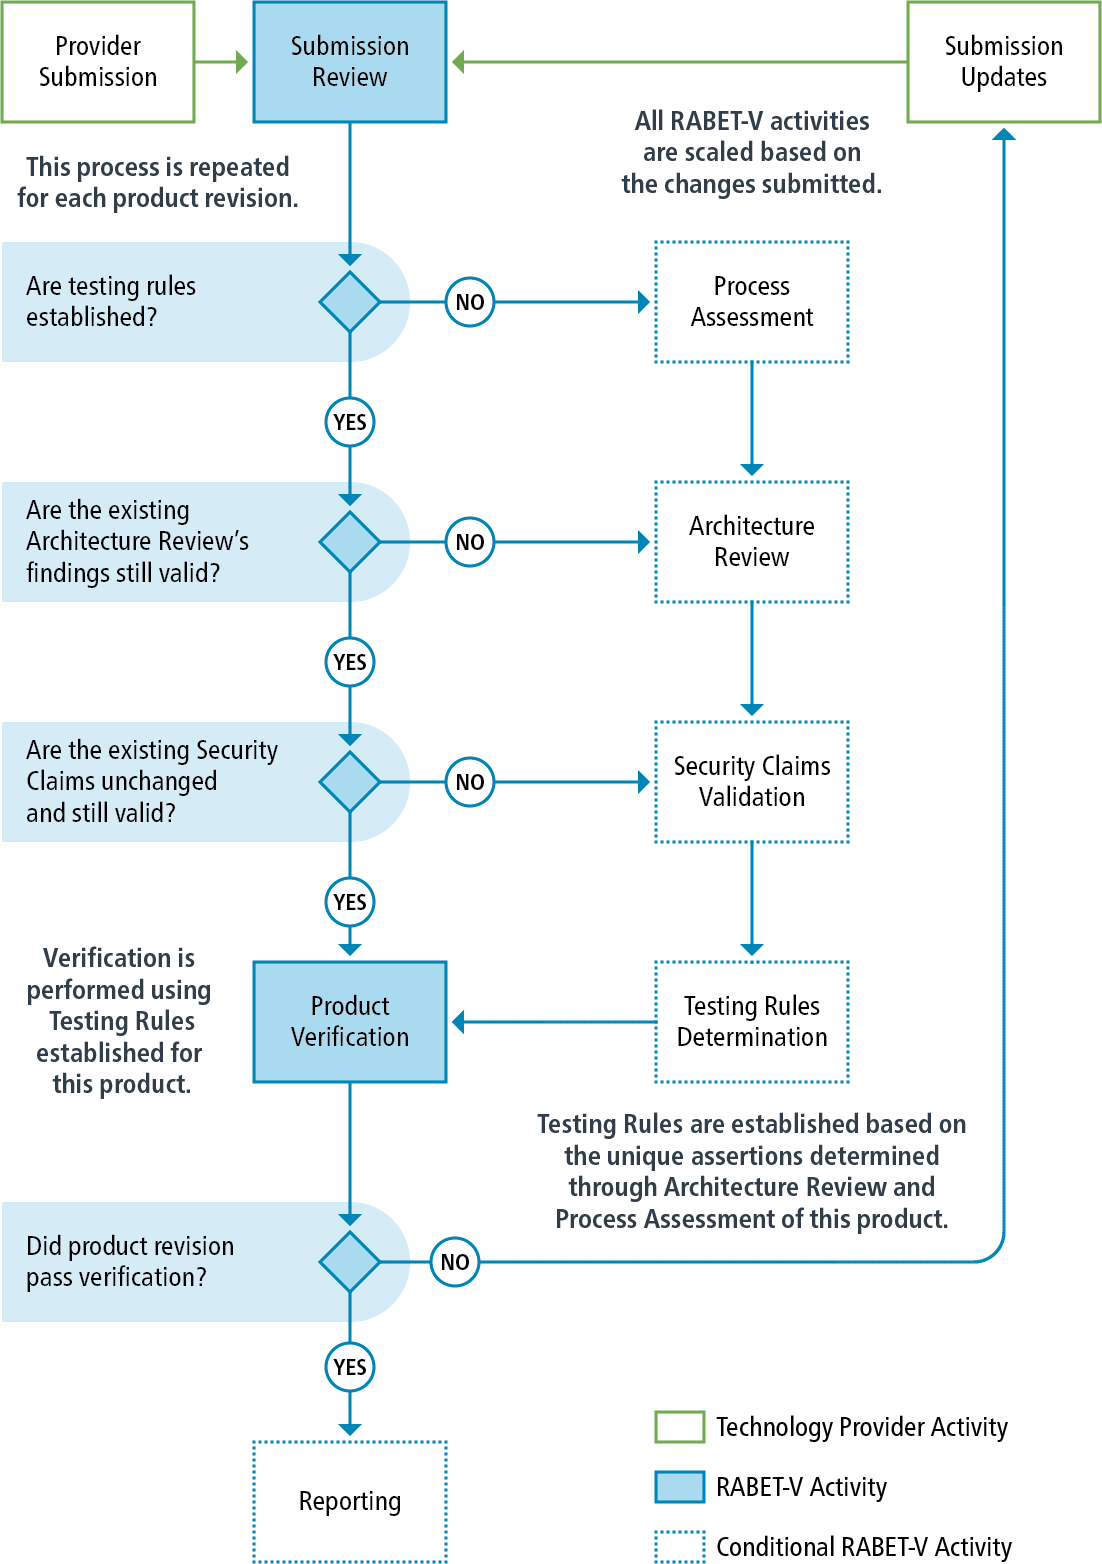 Provider
Submission
Submission
Review
Submission
Updates
This process is repeated
for each product revision.
All RABET-V activities
are scaled based on
the changes submitted.
Are testing rules
established?
NO
Process
Assessment
YES
Are the existing
Architecture Review’s
findings still valid?
NO
Architecture
Review
YES
Are the existing Security
Claims unchanged
and still valid?
NO
Security Claims
Validation
YES
Verification is
performed using
Testing Rules
established for
this product.
Product
Verification
Testing Rules
Determination
Testing Rules are established based on
the unique assertions determined
through Architecture Review and
Process Assessment of this product.
Did product revision
pass verification?
NO
YES
Reporting
Technology Provider Activity
RABET-V Activity
Conditional RABET-V Activity